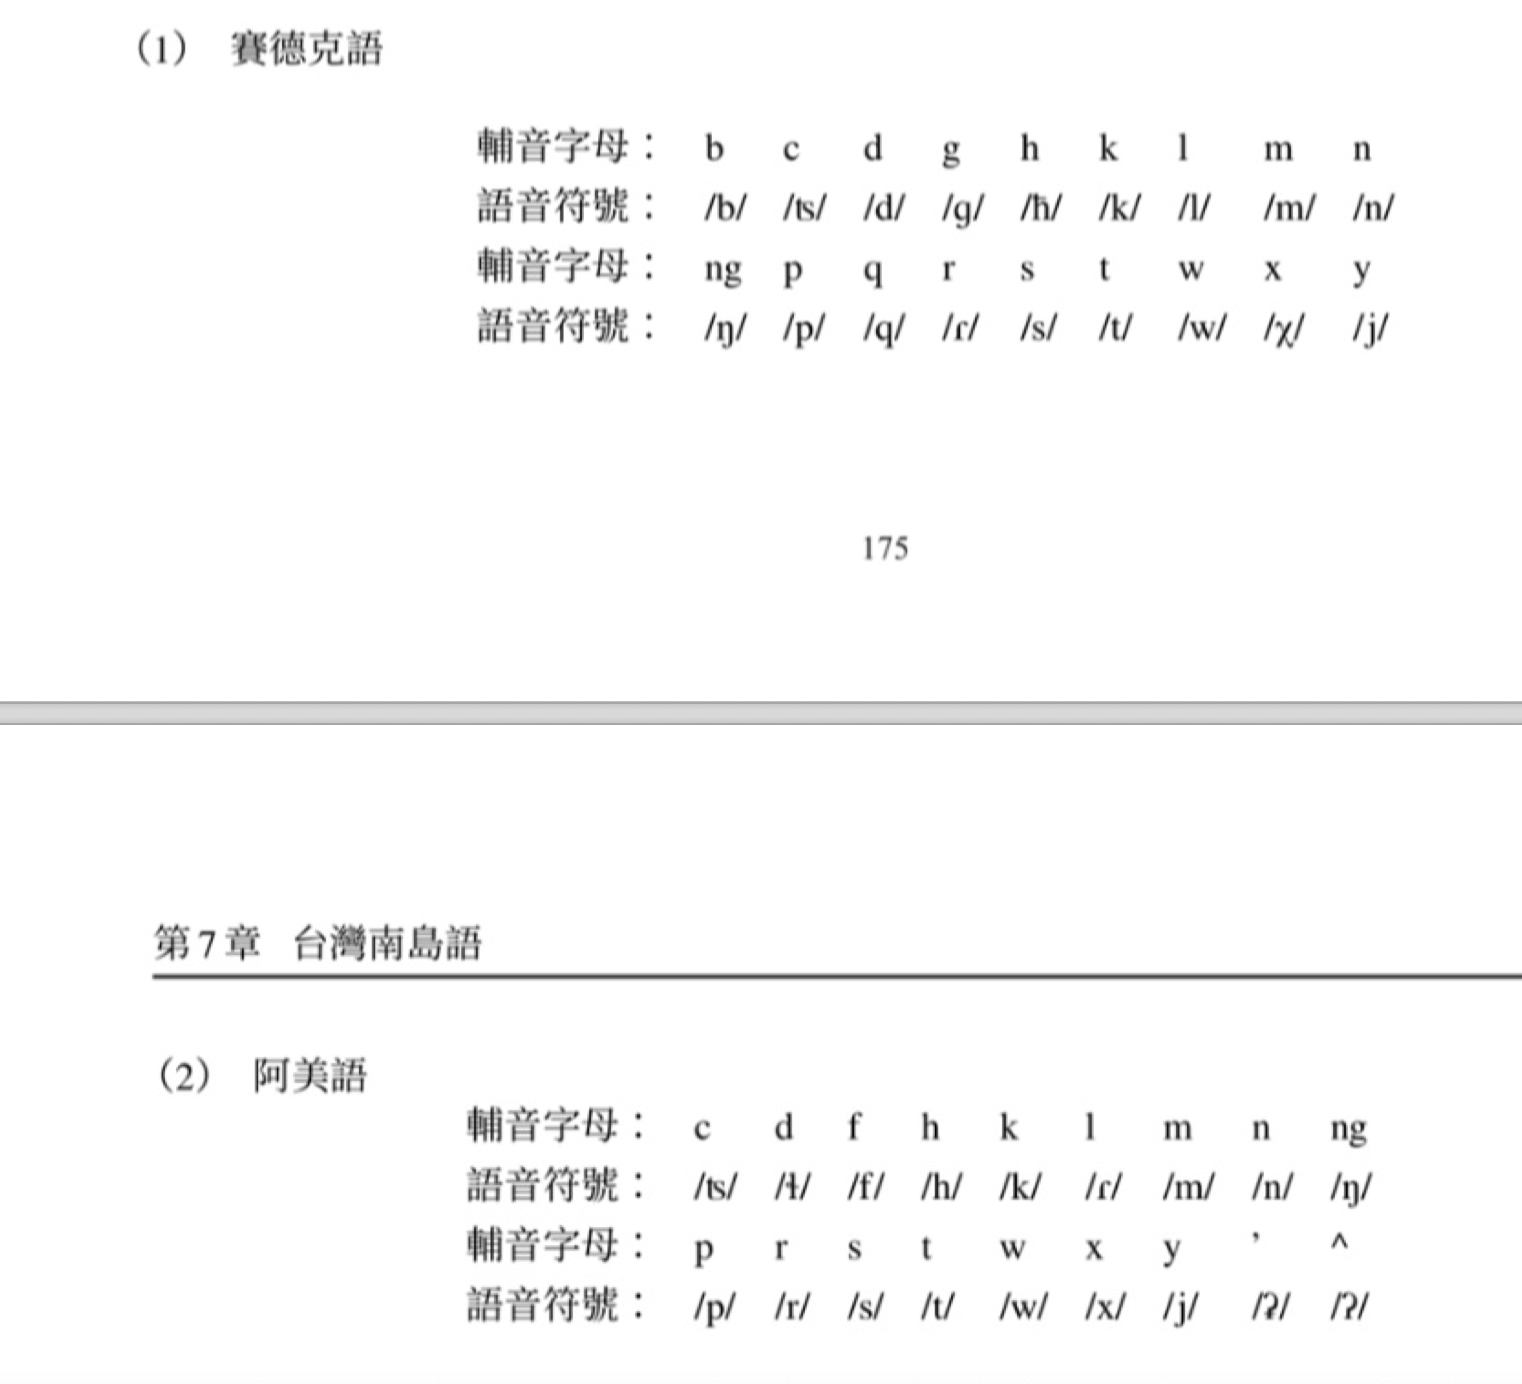 （1） 賽德克語
輔音字母： b c d g h k l m n
語音符號： /b/ /ʦ/ /d/ /ɡ/ /ħ/ /k/ /l/ /m/ /n/
輔音字母： ng p q r s t w x y
語音符號： /ŋ/ /p/ /q/ /ɾ/ /s/ /t/ /w/ /χ/ /j/
175
第 7 章 台灣南島語
（2） 阿美語
輔音字母： c d f h k l m n ng
語音符號： /ʦ/ /ɬ/ /f/ /h/ /k/ /ɾ/ /m/ /n/ /ŋ/
輔音字母： p r s t w x y ’ ^
語音符號： /p/ /r/ /s/ /t/ /w/ /x/ /j/ /ʔ/ /ʔ/